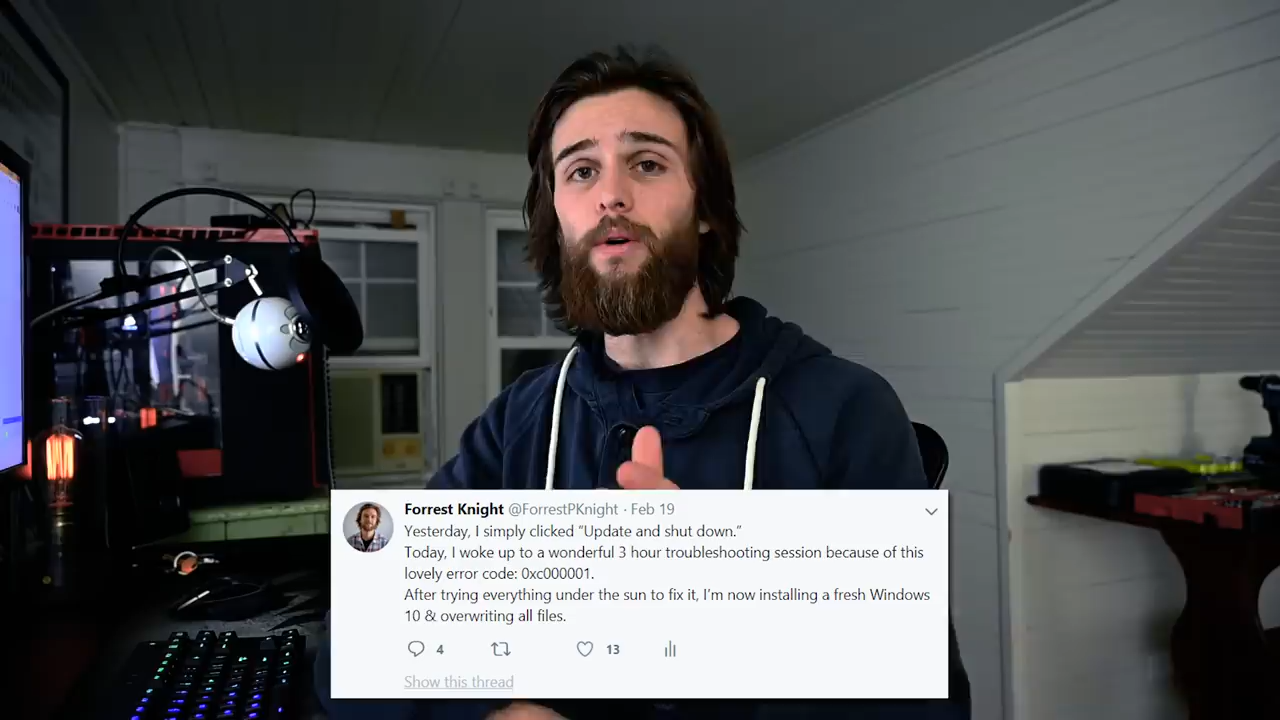 Forrest Knight @ForrestPKnight · Feb 19
Yesterday, I simply clicked “Update and shut down.”
Today, I woke up to a wonderful 3 hour troubleshooting session because of this
lovely error code: 0xc000001.
After trying everything under the sun to fix it, I’m now installing a fresh Windows
10 & overwriting all files.
4 13
Show this thread